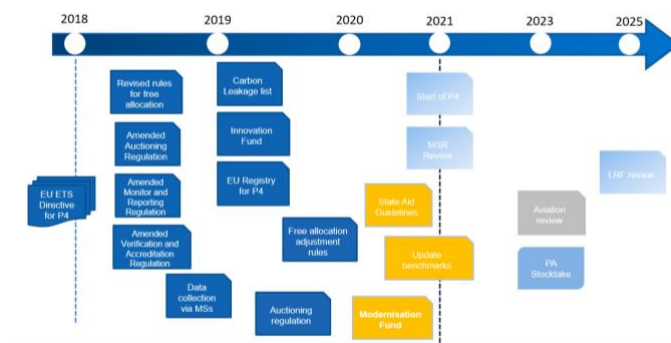 2018
2019
2020
2021
2023
2025
Revised rules
for free
allocation
Carbon
Leakage list
Start of P4
Amended
Auctioning
Regulation
Innovation
Fund
MSR
Review
LRF review
EU ETS
Directive
for P4
Amended
Monitor and
Reporting
Regulation
EU Registry
for P4
State Aid
Guidelines
Aviation
review
Amended
Verification and
Accreditation
Regulation
Free allocation
adjustment
rules
Update
benchmarks
PA
Stocktake
Data
collection
via MSs
Auctioning
regulation
Modernisation
Fund